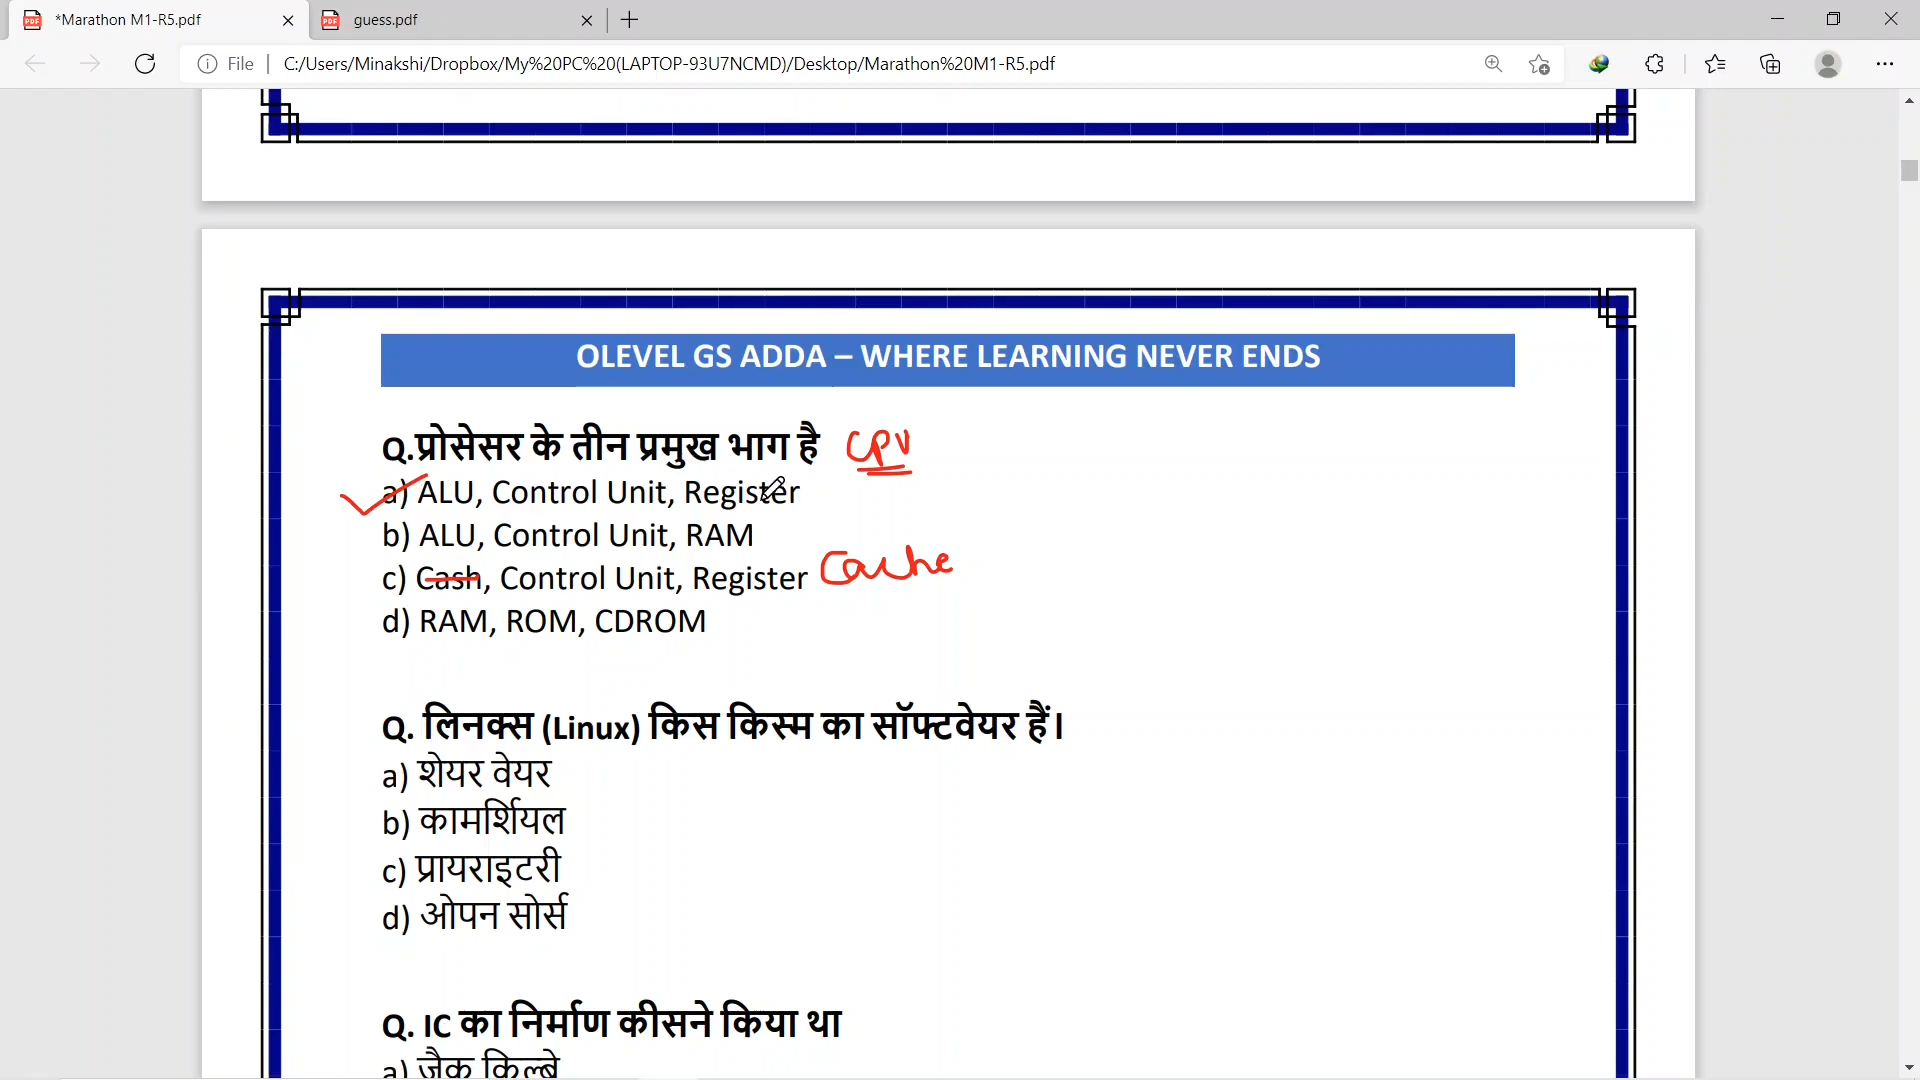 *Marathon M1-R5.pdf
guess.pdf
File
C:/Users/Minakshi/Dropbox/My%20PC%20(LAPTOP-93U7NCMD)/Desktop/Marathon%20M1-R5.pdf
OLEVEL GS ADDA – WHERE LEARNING NEVER ENDS
Q.प्रोसेसर के तीन प्रमुख भाग है CPU
a) ALU, Control Unit, Register
b) ALU, Control Unit, RAM
c) Cash, Control Unit, Register Cache
d) RAM, ROM, CDROM
Q. लिनक्स (Linux) किस किस्म का सॉफ्टवेयर हैं।
a) शेयर वेयर
b) कामर्शियल
c) प्रायराइटरी
d) ओपन सोर्स
Q. IC का निर्माण कीसने किया था
a) जैक किल्बे